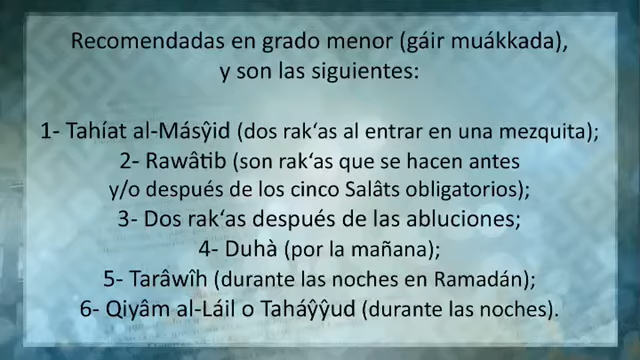 Recomendadas en grado menor (gáir muákkada),
y son las siguientes:
1- Tahíat al-Másŷid (dos rak‘as al entrar en una mezquita);
2- Rawâtib (son rak‘as que se hacen antes
y/o después de los cinco Salâts obligatorios);
3- Dos rak‘as después de las abluciones;
4- Duhà (por la mañana);
5- Tarâwîh (durante las noches en Ramadán);
6- Qiyâm al-Láil o Taháŷŷud (durante las noches).